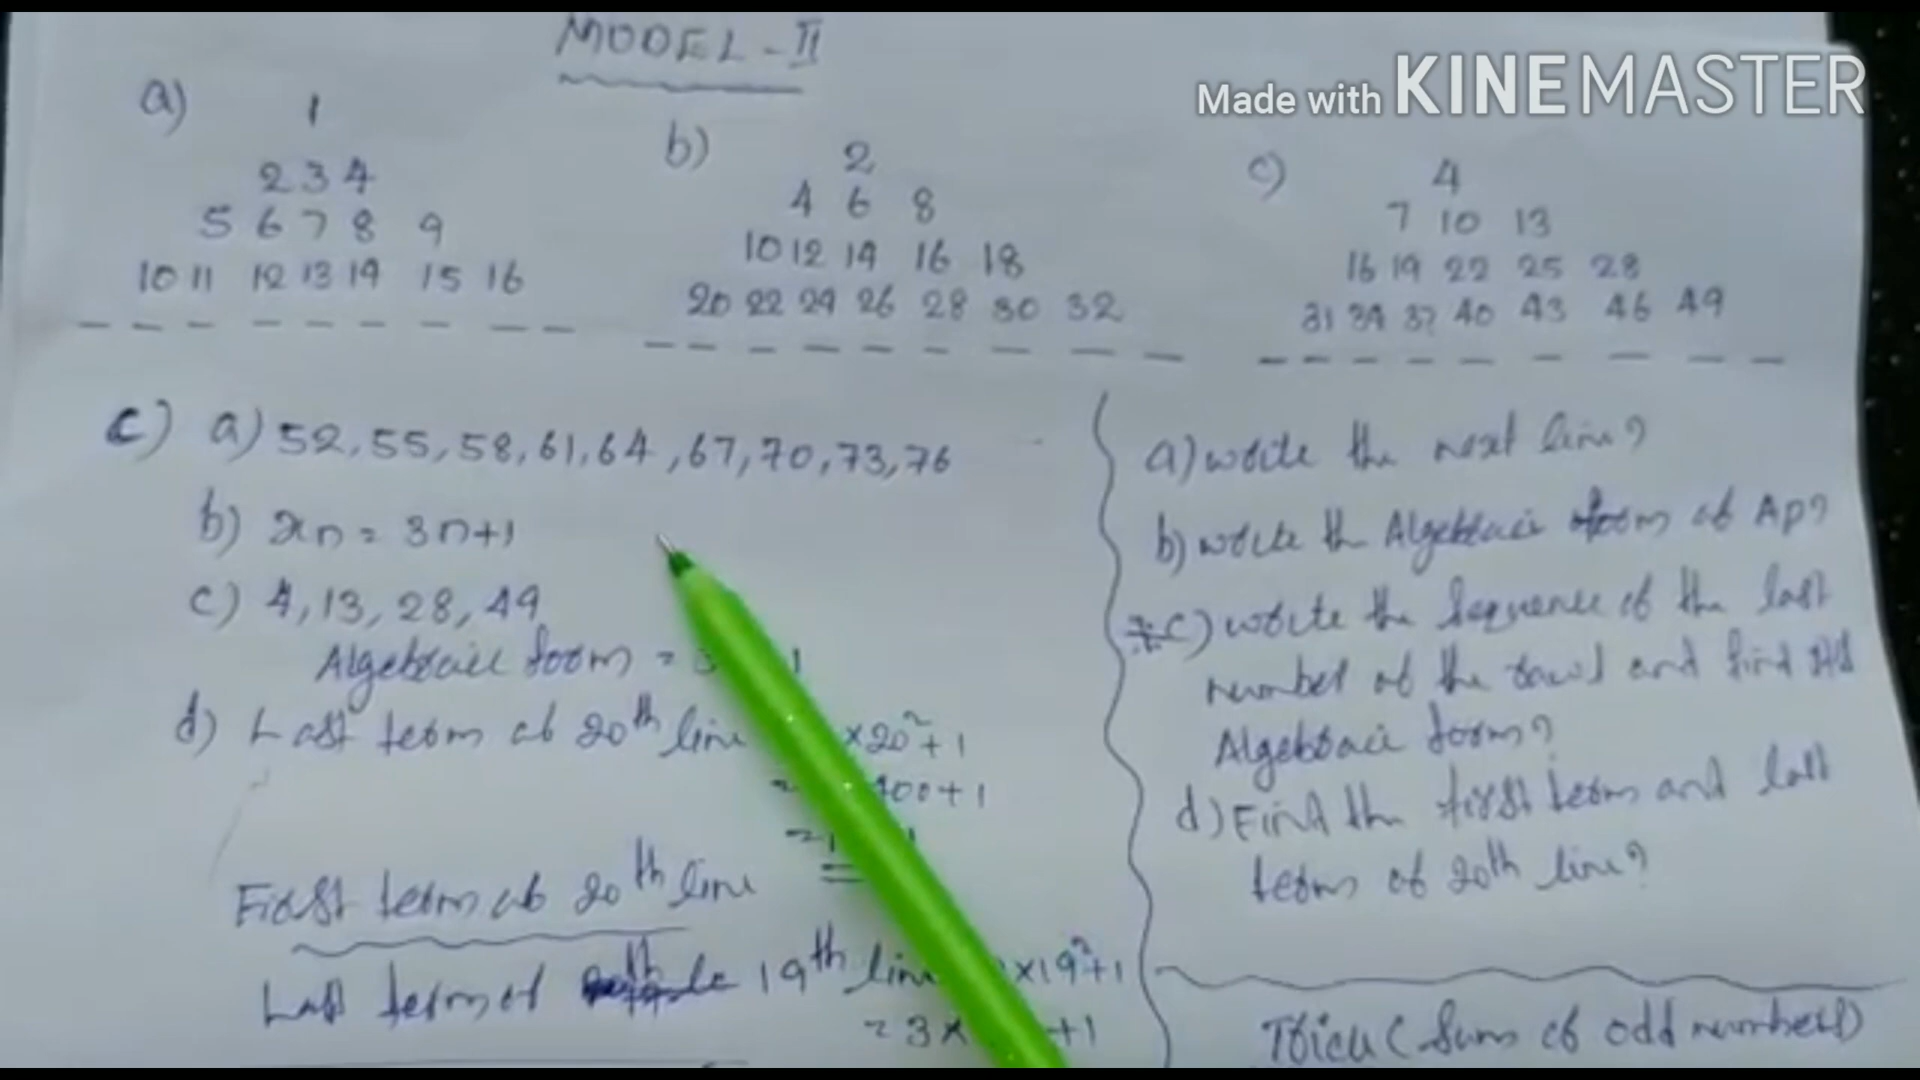 MODEL-II
Made with KINEMASTER
a) 1
2 3 4
5 6 7 8 9
10 11 12 13 14 15 16
b) 2
4 6 8
10 12 14 16 18
20 22 24 26 28 30 32
c) 4
7 10 13
16 19 22 25 28
31 34 37 40 43 46 49
c) a) 52, 55, 58, 61, 64, 67, 70, 73, 76
b) xn = 3n+1
c) 4, 13, 28, 49
Algebraic form = 1
d) Last term of 20th line ×20²+1
= 400+1
=
First term of 20th line
Last term of 19th line ×19²+1
= 3× +1
a) write the next line?
b) write the Algebraic form of AP?
c) write the sequence of the last
number of the rows and find its
Algebraic form?
d) Find the first term and last
term of 20th line?
Trick (Sum of odd numbers)